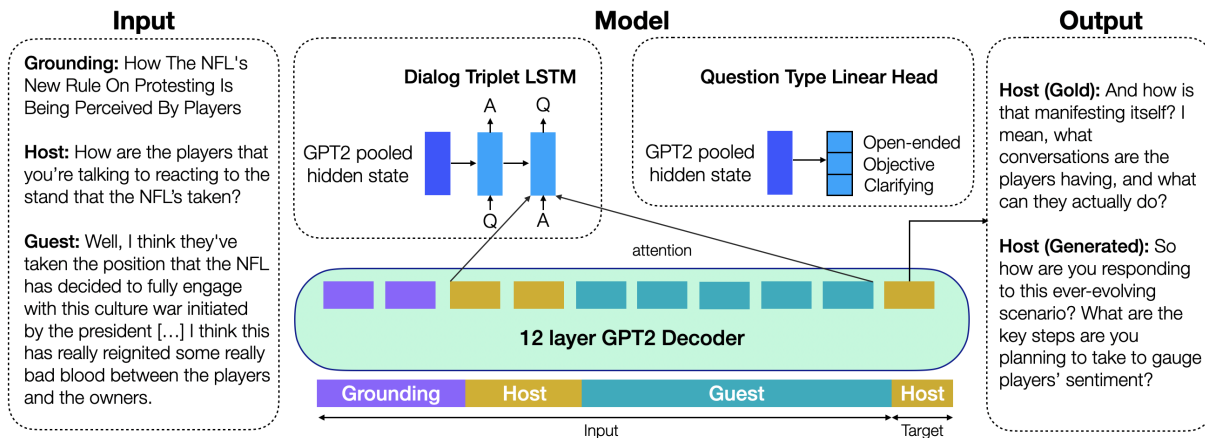 Input
Model
Output
Grounding: How The NFL's
New Rule On Protesting Is
Being Perceived By Players
Host: How are the players that
you're talking to reacting to the
stand that the NFL's taken?
Guest: Well, I think they've
taken the position that the NFL
has decided to fully engage
with this culture war initiated
by the president [...] I think this
has really reignited some really
bad blood between the players
and the owners.
Dialog Triplet LSTM
A
Q
GPT2 pooled
hidden state
Q
A
Question Type Linear Head
GPT2 pooled
hidden state
Open-ended
Objective
Clarifying
attention
12 layer GPT2 Decoder
Grounding
Host
Guest
Host
Input
Target
Host (Gold): And how is
that manifesting itself? I
mean, what
conversations are the
players having, and what
can they actually do?
Host (Generated): So
how are you responding
to this ever-evolving
scenario? What are the
key steps are you
planning to take to gauge
players' sentiment?